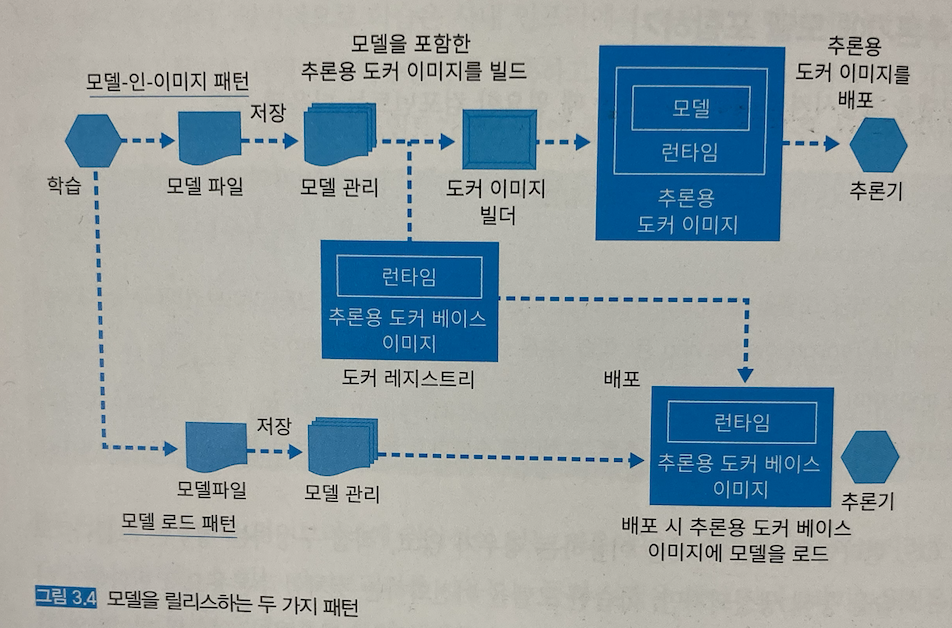 모델-인-이미지 패턴
모델을 포함한
추론용 도커 이미지를 빌드
추론용
도커 이미지를
배포
저장
모델
런타임
추론용
도커 이미지
학습
모델 파일
모델 관리
도커 이미지
빌더
추론기
런타임
추론용 도커 베이스
이미지
도커 레지스트리
배포
저장
런타임
추론용 도커 베이스
이미지
모델파일
모델 관리
추론기
모델 로드 패턴
배포 시 추론용 도커 베이스
이미지에 모델을 로드
그림 3.4 모델을 릴리스하는 두 가지 패턴